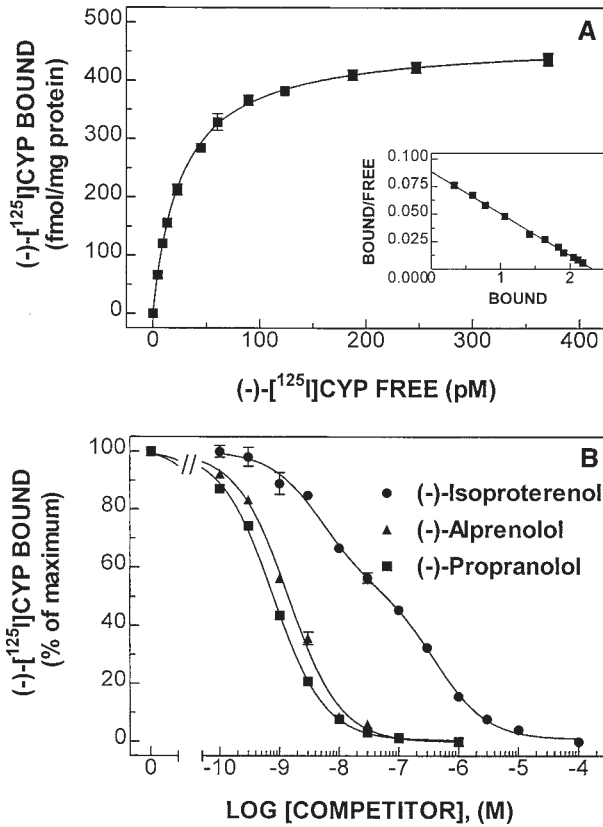 A
(-)-[¹²⁵I]CYP BOUND
(fmol/mg protein)
500
400
300
200
100
0
0 100 200 300 400
(-)-[¹²⁵I]CYP FREE (pM)
BOUND/FREE
0.100
0.075
0.050
0.025
0.000
0 1 2
BOUND
B
(-)-[¹²⁵I]CYP BOUND
(% of maximum)
100
80
60
40
20
0
(-)-Isoproterenol
(-)-Alprenolol
(-)-Propranolol
0 -10 -9 -8 -7 -6 -5 -4
LOG [COMPETITOR], (M)